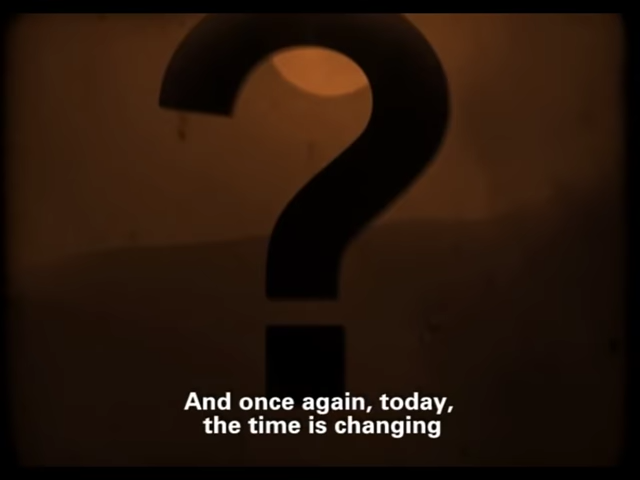 ?
And once again, today,
the time is changing